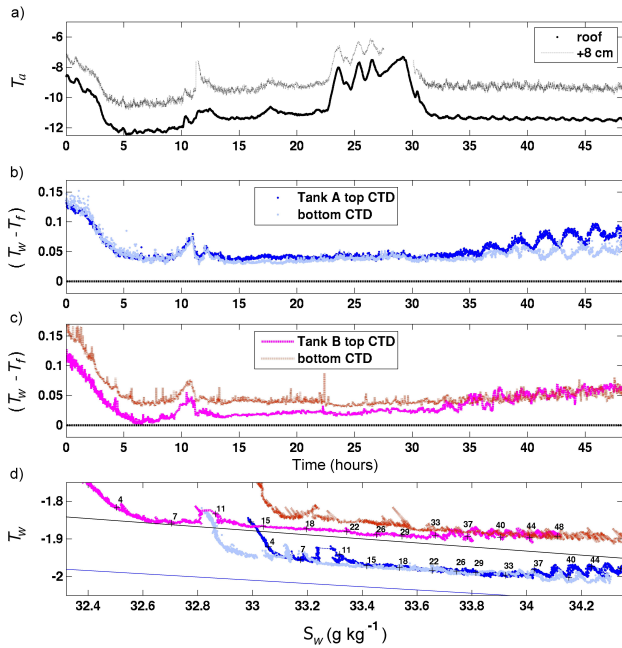 a)
-6
-8
-10
-12
T_a
roof
+8 cm
0 5 10 15 20 25 30 35 40 45
b)
0.15
0.1
0.05
0
(T_w - T_f)
Tank A top CTD
bottom CTD
0 5 10 15 20 25 30 35 40 45
c)
0.15
0.1
0.05
0
(T_w - T_f)
Tank B top CTD
bottom CTD
0 5 10 15 20 25 30 35 40 45
Time (hours)
d)
-1.8
-1.9
-2
T_w
4 7 11 15 18 22 26 29 33 37 40 44 48
4 7 11 15 18 22 26 29 33 37 40 44
32.4 32.6 32.8 33 33.2 33.4 33.6 33.8 34 34.2
S_w (g kg^-1)